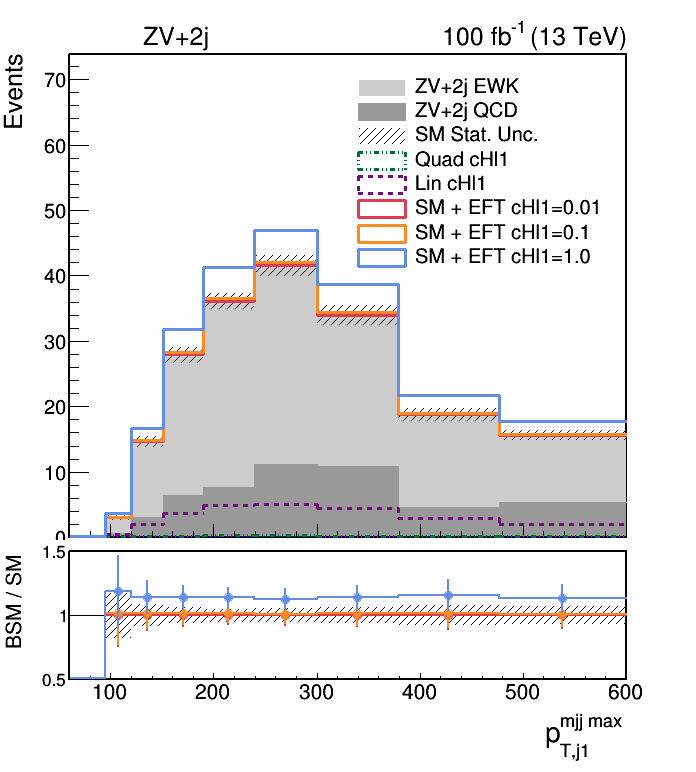 ZV+2j 100 fb⁻¹ (13 TeV)
Events
70
60
50
40
30
20
10
0
ZV+2j EWK
ZV+2j QCD
SM Stat. Unc.
Quad cHl1
Lin cHl1
SM + EFT cHl1=0.01
SM + EFT cHl1=0.1
SM + EFT cHl1=1.0
BSM / SM
1.5
1
0.5
100 200 300 400 500 600
p_{T,j1}^{mjj max}